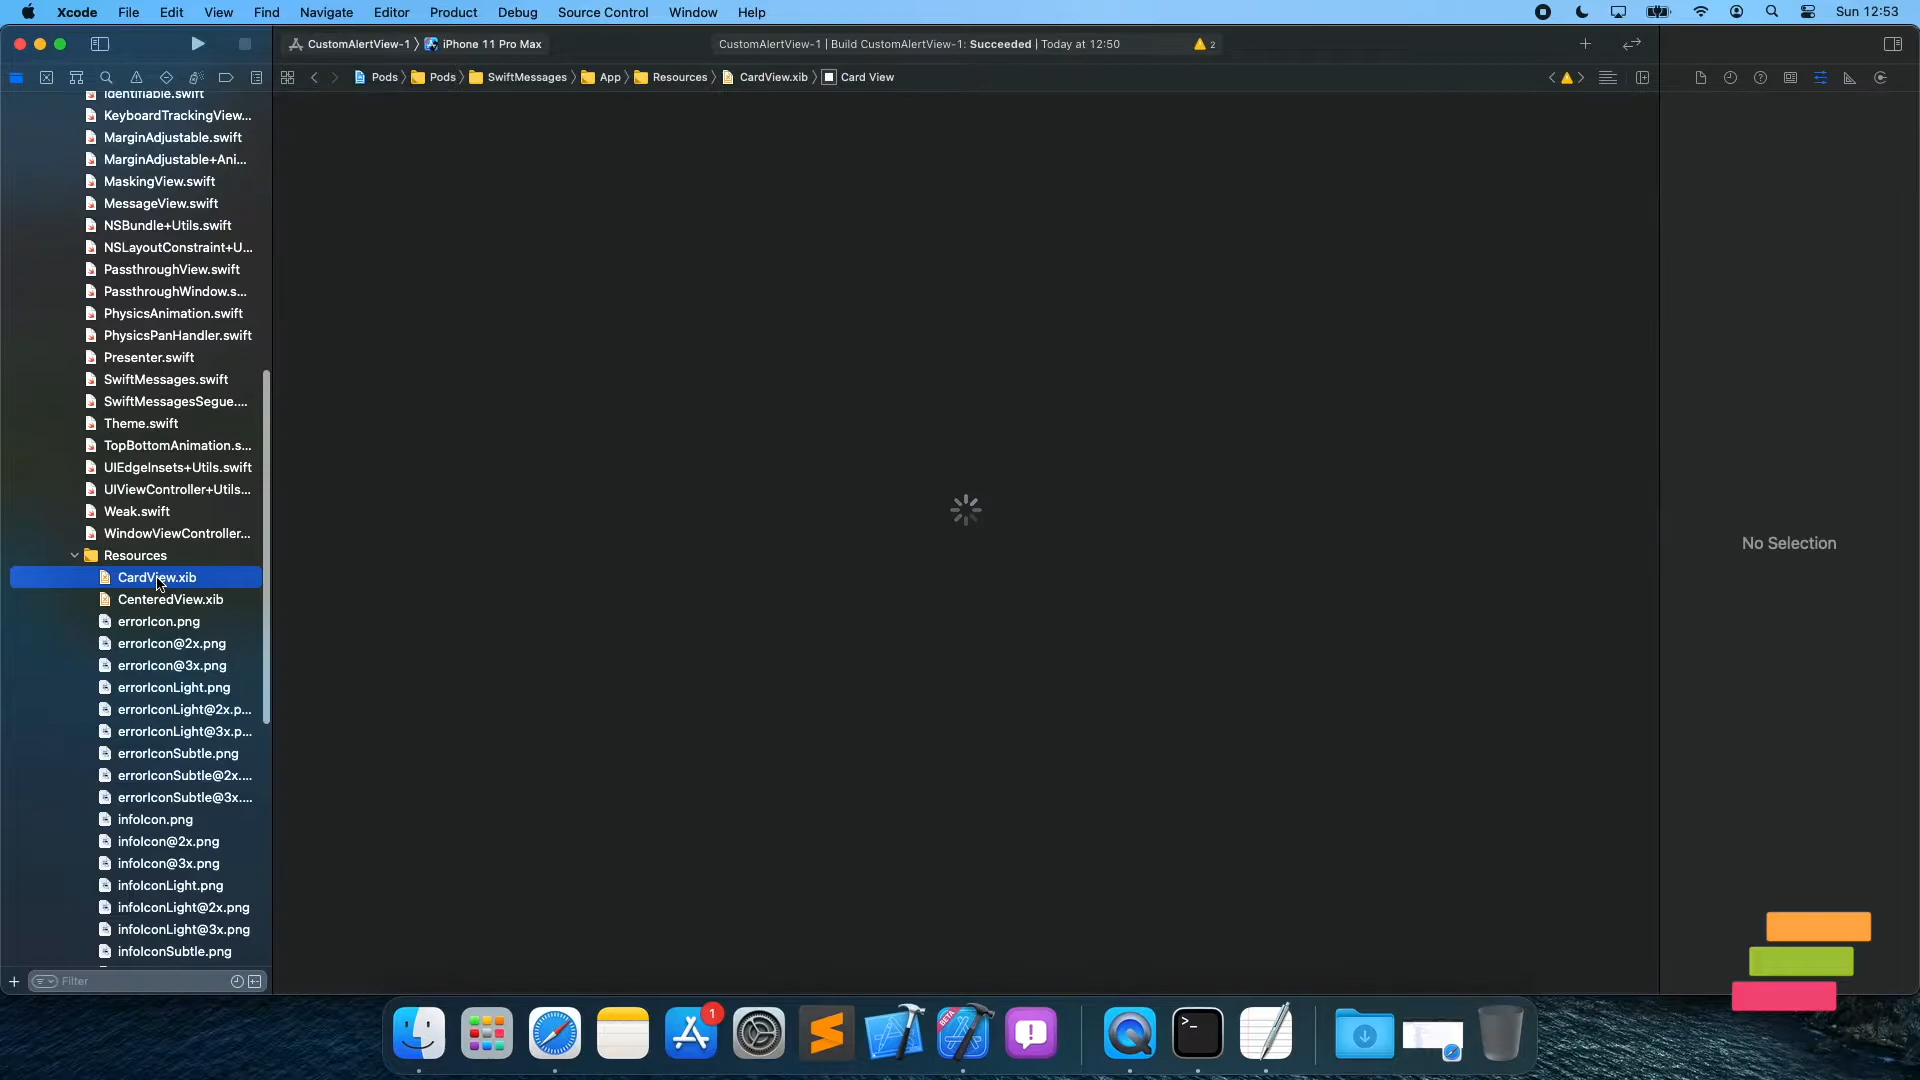 Xcode File Edit View Find Navigate Editor Product Debug Source Control Window Help Sun 12:53
CustomAlertView-1 iPhone 11 Pro Max CustomAlertView-1 | Build CustomAlertView-1: Succeeded | Today at 12:50 2
Pods Pods SwiftMessages App Resources CardView.xib Card View
Identifiable.swift
KeyboardTrackingView...
MarginAdjustable.swift
MarginAdjustable+Ani...
MaskingView.swift
MessageView.swift
NSBundle+Utils.swift
NSLayoutConstraint+U...
PassthroughView.swift
PassthroughWindow.s...
PhysicsAnimation.swift
PhysicsPanHandler.swift
Presenter.swift
SwiftMessages.swift
SwiftMessagesSegue....
Theme.swift
TopBottomAnimation.s...
UIEdgeInsets+Utils.swift
UIViewController+Utils...
Weak.swift
WindowViewController...
Resources
CardView.xib
CenteredView.xib
errorIcon.png
errorIcon@2x.png
errorIcon@3x.png
errorIconLight.png
errorIconLight@2x.p...
errorIconLight@3x.p...
errorIconSubtle.png
errorIconSubtle@2x....
errorIconSubtle@3x....
infoIcon.png
infoIcon@2x.png
infoIcon@3x.png
infoIconLight.png
infoIconLight@2x.png
infoIconLight@3x.png
infoIconSubtle.png
Filter
No Selection
1
BETA